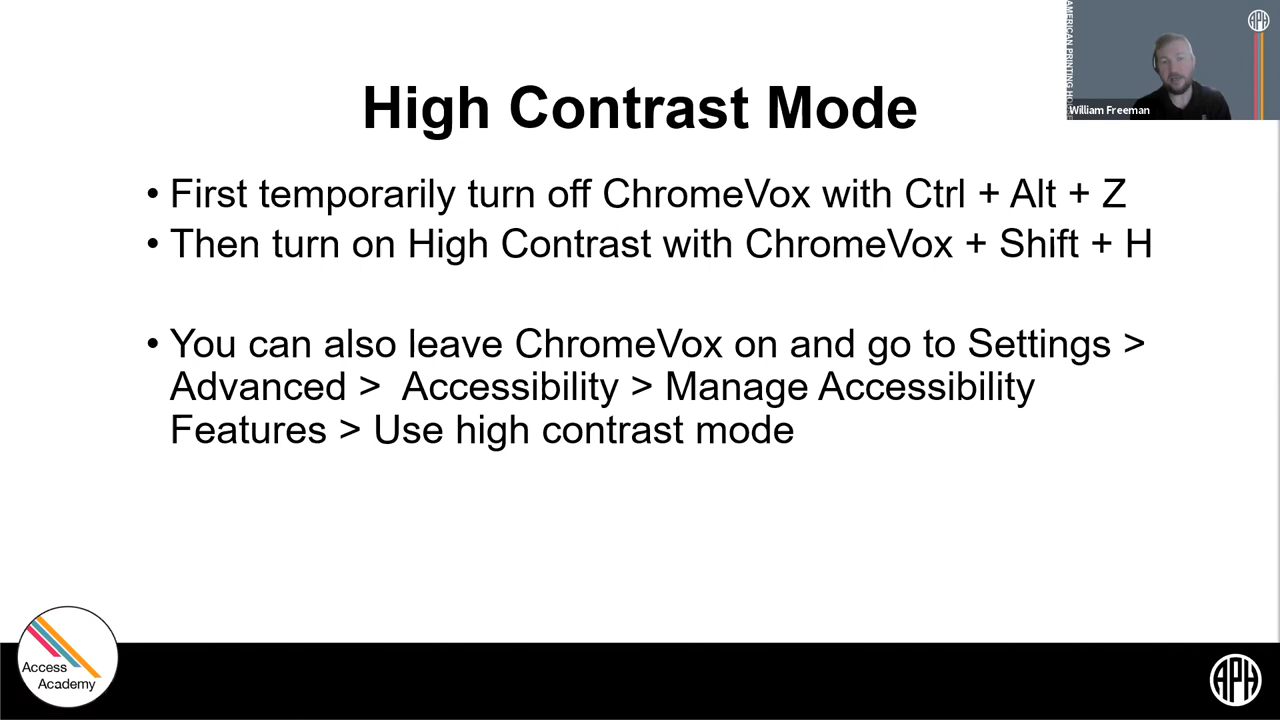 AMERICAN PRINTING HOUSE
APH
William Freeman
High Contrast Mode
• First temporarily turn off ChromeVox with Ctrl + Alt + Z
• Then turn on High Contrast with ChromeVox + Shift + H
• You can also leave ChromeVox on and go to Settings >
Advanced >  Accessibility > Manage Accessibility
Features > Use high contrast mode
Access
Academy
APH